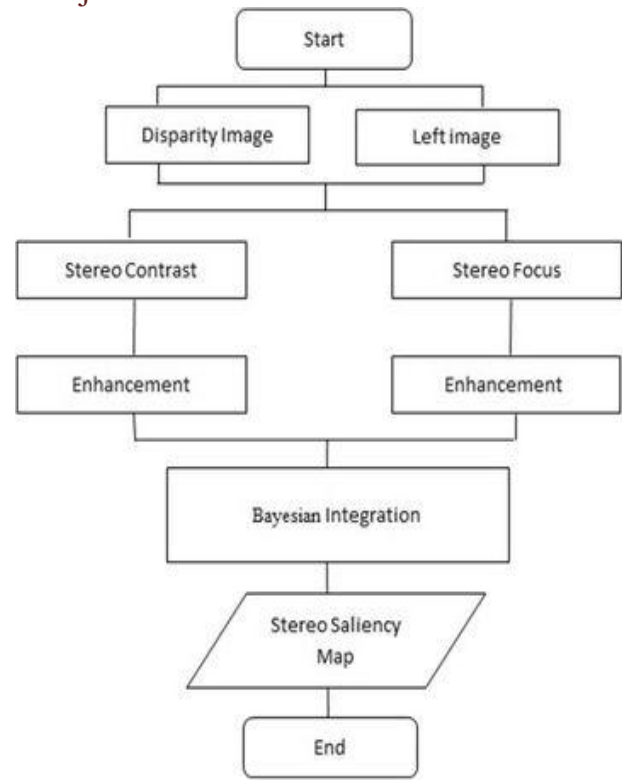 Start
Disparity Image
Left image
Stereo Contrast
Stereo Focus
Enhancement
Enhancement
Bayesian Integration
Stereo Saliency
Map
End